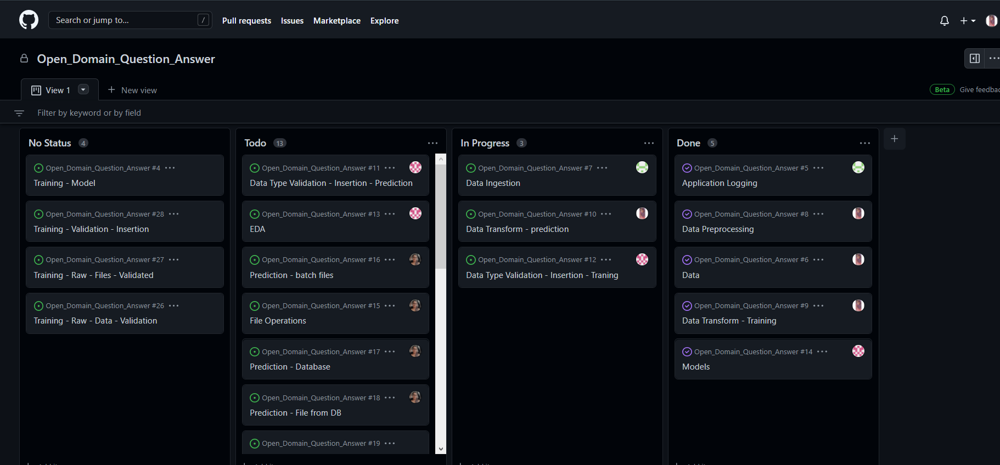 Search or jump to...
/
Pull requests
Issues
Marketplace
Explore
Open_Domain_Question_Answer
View 1
New view
Beta
Give feedbac
Filter by keyword or by field
No Status 4
Open_Domain_Question_Answer #4
Training - Model
Open_Domain_Question_Answer #28
Training - Validation - Insertion
Open_Domain_Question_Answer #27
Training - Raw - Files - Validated
Open_Domain_Question_Answer #26
Training - Raw - Data - Validation
Todo 13
Open_Domain_Question_Answer #11
Data Type Validation - Insertion - Prediction
Open_Domain_Question_Answer #13
EDA
Open_Domain_Question_Answer #16
Prediction - batch files
Open_Domain_Question_Answer #15
File Operations
Open_Domain_Question_Answer #17
Prediction - Database
Open_Domain_Question_Answer #18
Prediction - File from DB
Open_Domain_Question_Answer #19
In Progress 3
Open_Domain_Question_Answer #7
Data Ingestion
Open_Domain_Question_Answer #10
Data Transform - prediction
Open_Domain_Question_Answer #12
Data Type Validation - Insertion - Traning
Done 5
Open_Domain_Question_Answer #5
Application Logging
Open_Domain_Question_Answer #8
Data Preprocessing
Open_Domain_Question_Answer #6
Data
Open_Domain_Question_Answer #9
Data Transform - Training
Open_Domain_Question_Answer #14
Models